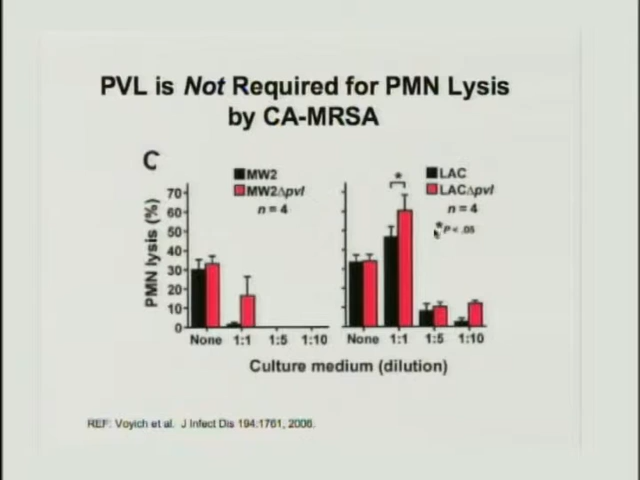 PVL is Not Required for PMN Lysis
by CA-MRSA
C
MW2
MW2Δpvl
n = 4
*
LAC
LACΔpvl
n = 4
*P < .05
PMN lysis (%)
70
60
50
40
30
20
10
0
None 1:1 1:5 1:10
None 1:1 1:5 1:10
Culture medium (dilution)
REF: Voyich et al. J Infect Dis 194:1761, 2006.